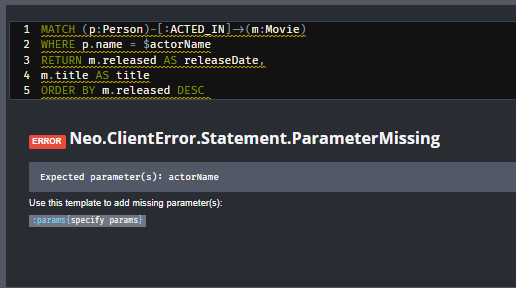 1 MATCH (p:Person)-[:ACTED_IN]->(m:Movie)
2 WHERE p.name = $actorName
3 RETURN m.released AS releaseDate,
4 m.title AS title
5 ORDER BY m.released DESC
ERROR Neo.ClientError.Statement.ParameterMissing
Expected parameter(s): actorName
Use this template to add missing parameter(s):
:params{specify params}